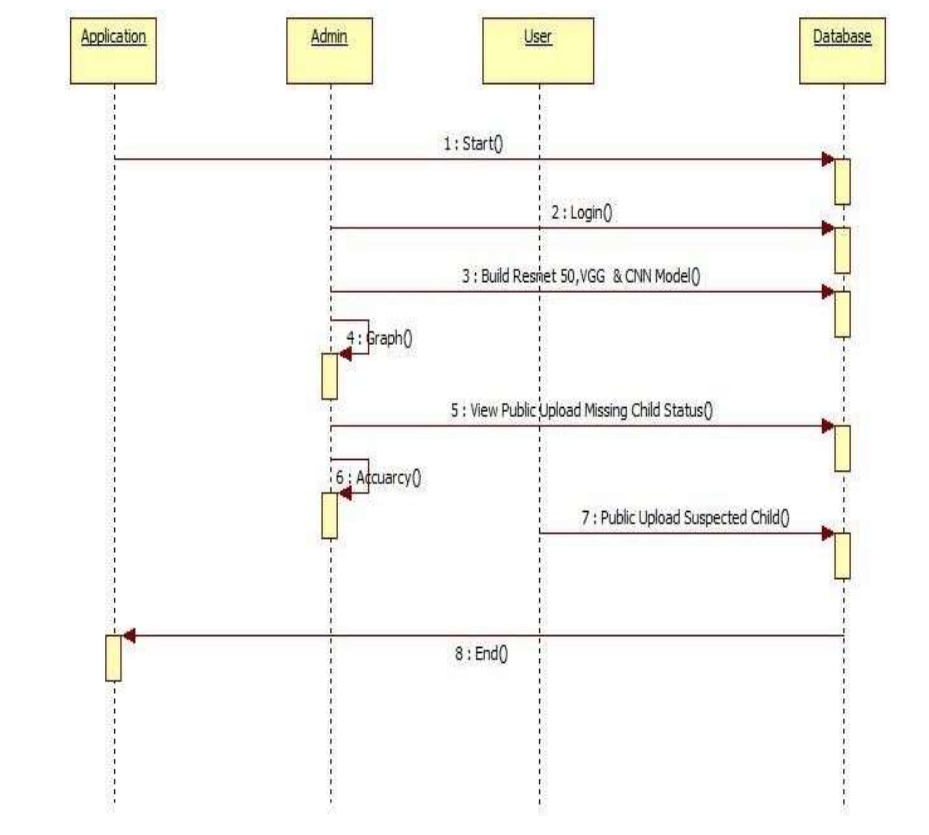 Application
Admin
User
Database
1 : Start()
2 : Login()
3 : Build Resnet 50,VGG & CNN Model()
4 : Graph()
5 : View Public Upload Missing Child Status()
6 : Accuarcy()
7 : Public Upload Suspected Child()
8 : End()